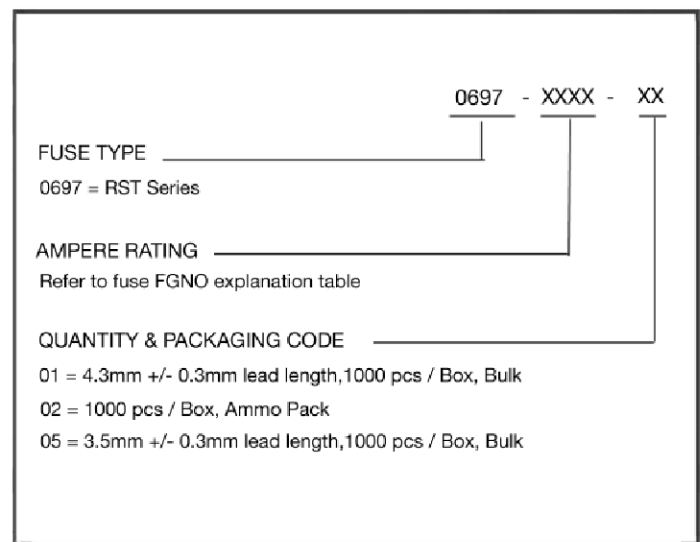 0697 - XXXX - XX
FUSE TYPE
0697 = RST Series
AMPERE RATING
Refer to fuse FGNO explanation table
QUANTITY & PACKAGING CODE
01 = 4.3mm +/- 0.3mm lead length,1000 pcs / Box, Bulk
02 = 1000 pcs / Box, Ammo Pack
05 = 3.5mm +/- 0.3mm lead length,1000 pcs / Box, Bulk